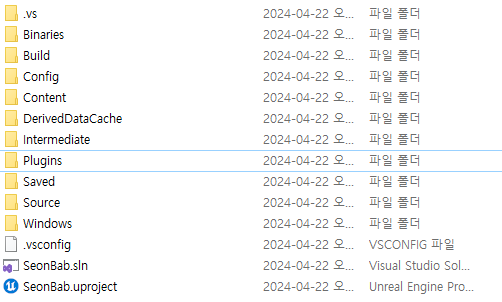 .vs 2024-04-22 오... 파일 폴더
Binaries 2024-04-22 오... 파일 폴더
Build 2024-04-22 오... 파일 폴더
Config 2024-04-22 오... 파일 폴더
Content 2024-04-22 오... 파일 폴더
DerivedDataCache 2024-04-22 오... 파일 폴더
Intermediate 2024-04-22 오... 파일 폴더
Plugins 2024-04-22 오... 파일 폴더
Saved 2024-04-22 오... 파일 폴더
Source 2024-04-22 오... 파일 폴더
Windows 2024-04-22 오... 파일 폴더
.vsconfig 2024-04-22 오... VSCONFIG 파일
SeonBab.sln 2024-04-22 오... Visual Studio Sol...
SeonBab.uproject 2024-04-22 오... Unreal Engine Pro...